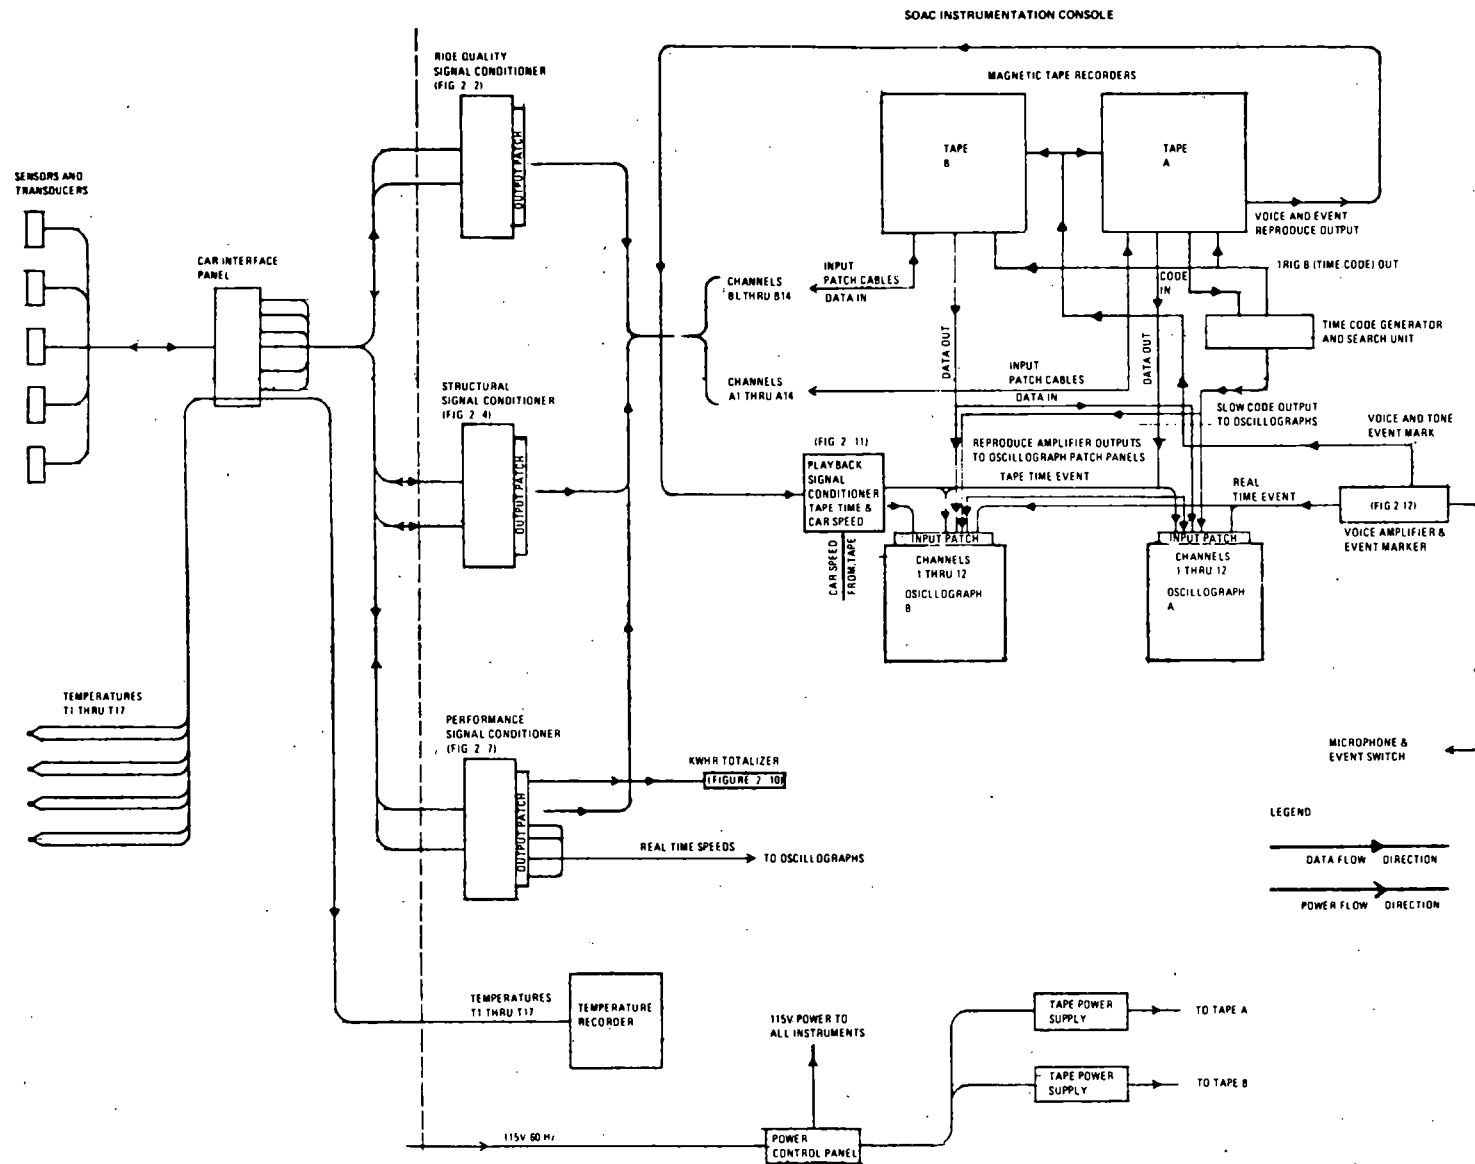 SOAC INSTRUMENTATION CONSOLE
RIDE QUALITY
SIGNAL CONDITIONER
(FIG 2 2)
OUTPUT PATCH
MAGNETIC TAPE RECORDERS
TAPE
B
TAPE
A
SENSORS AND
TRANSDUCERS
VOICE AND EVENT
REPRODUCE OUTPUT
CAR INTERFACE
PANEL
CHANNELS
B1 THRU B14
INPUT
PATCH CABLES
DATA IN
CODE
IN
IRIG B (TIME CODE) OUT
TIME CODE GENERATOR
AND SEARCH UNIT
DATA OUT
DATA OUT
CHANNELS
A1 THRU A14
INPUT
PATCH CABLES
DATA IN
STRUCTURAL
SIGNAL CONDITIONER
(FIG 2 4)
OUTPUT PATCH
SLOW CODE OUTPUT
TO OSCILLOGRAPHS
VOICE AND TONE
EVENT MARK
(FIG 2 11)
PLAYBACK
SIGNAL
CONDITIONER
TAPE TIME &
CAR SPEED
REPRODUCE AMPLIFIER OUTPUTS
TO OSCILLOGRAPH PATCH PANELS
TAPE TIME EVENT
REAL
TIME EVENT
(FIG 2 12)
VOICE AMPLIFIER &
EVENT MARKER
CAR SPEED
FROM TAPE
INPUT PATCH
CHANNELS
1 THRU 12
OSICLLOGRAPH
B
INPUT PATCH
CHANNELS
1 THRU 12
OSCILLOGRAPH
A
TEMPERATURES
T1 THRU T17
PERFORMANCE
SIGNAL CONDITIONER
(FIG 2 7)
OUTPUT PATCH
KWHR TOTALIZER
(FIGURE 2 10)
REAL TIME SPEEDS
TO OSCILLOGRAPHS
MICROPHONE &
EVENT SWITCH
LEGEND
DATA FLOW DIRECTION
POWER FLOW DIRECTION
TEMPERATURES
T1 THRU T17
TEMPERATURE
RECORDER
115V POWER TO
ALL INSTRUMENTS
TAPE POWER
SUPPLY
TO TAPE A
TAPE POWER
SUPPLY
TO TAPE B
115V 60 Hz
POWER
CONTROL PANEL